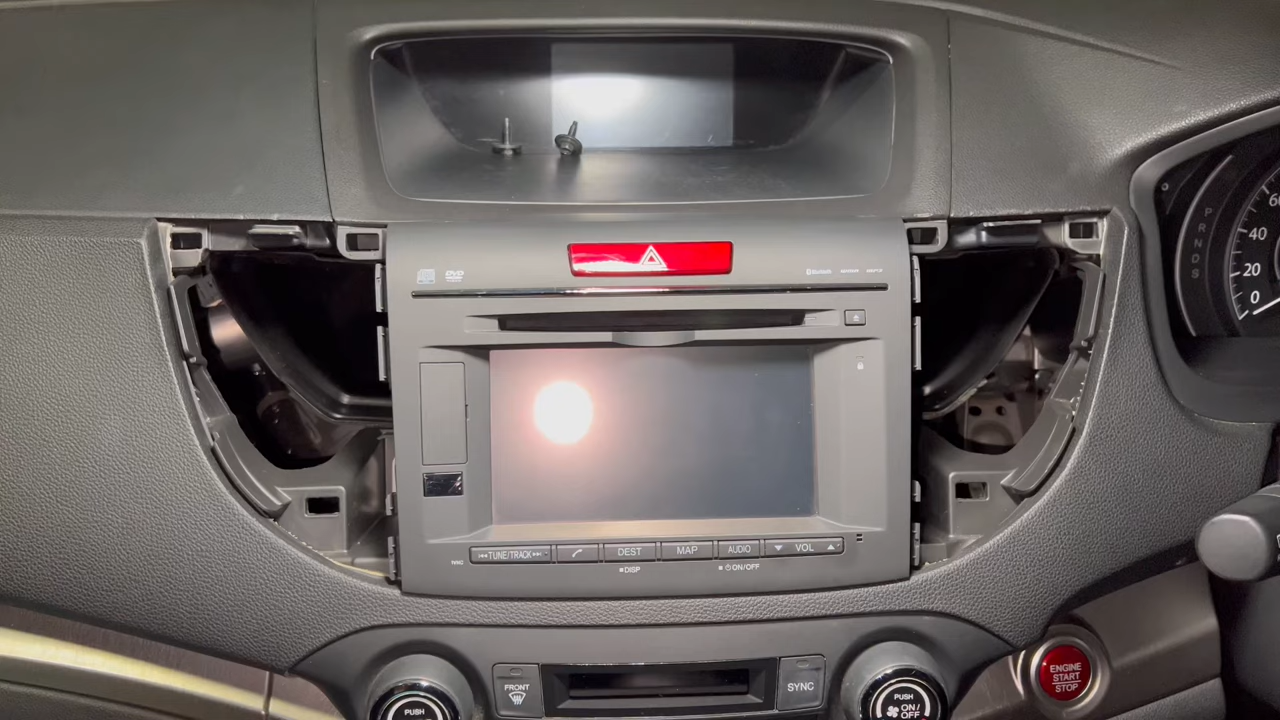 DVD
Bluetooth
P
R
N
D
S
60
40
20
0
TUNE/TRACK
DEST
MAP
AUDIO
VOL
DISP
ON/OFF
FRONT
SYNC
PUSH
PUSH
ON/
OFF
ENGINE
START
STOP